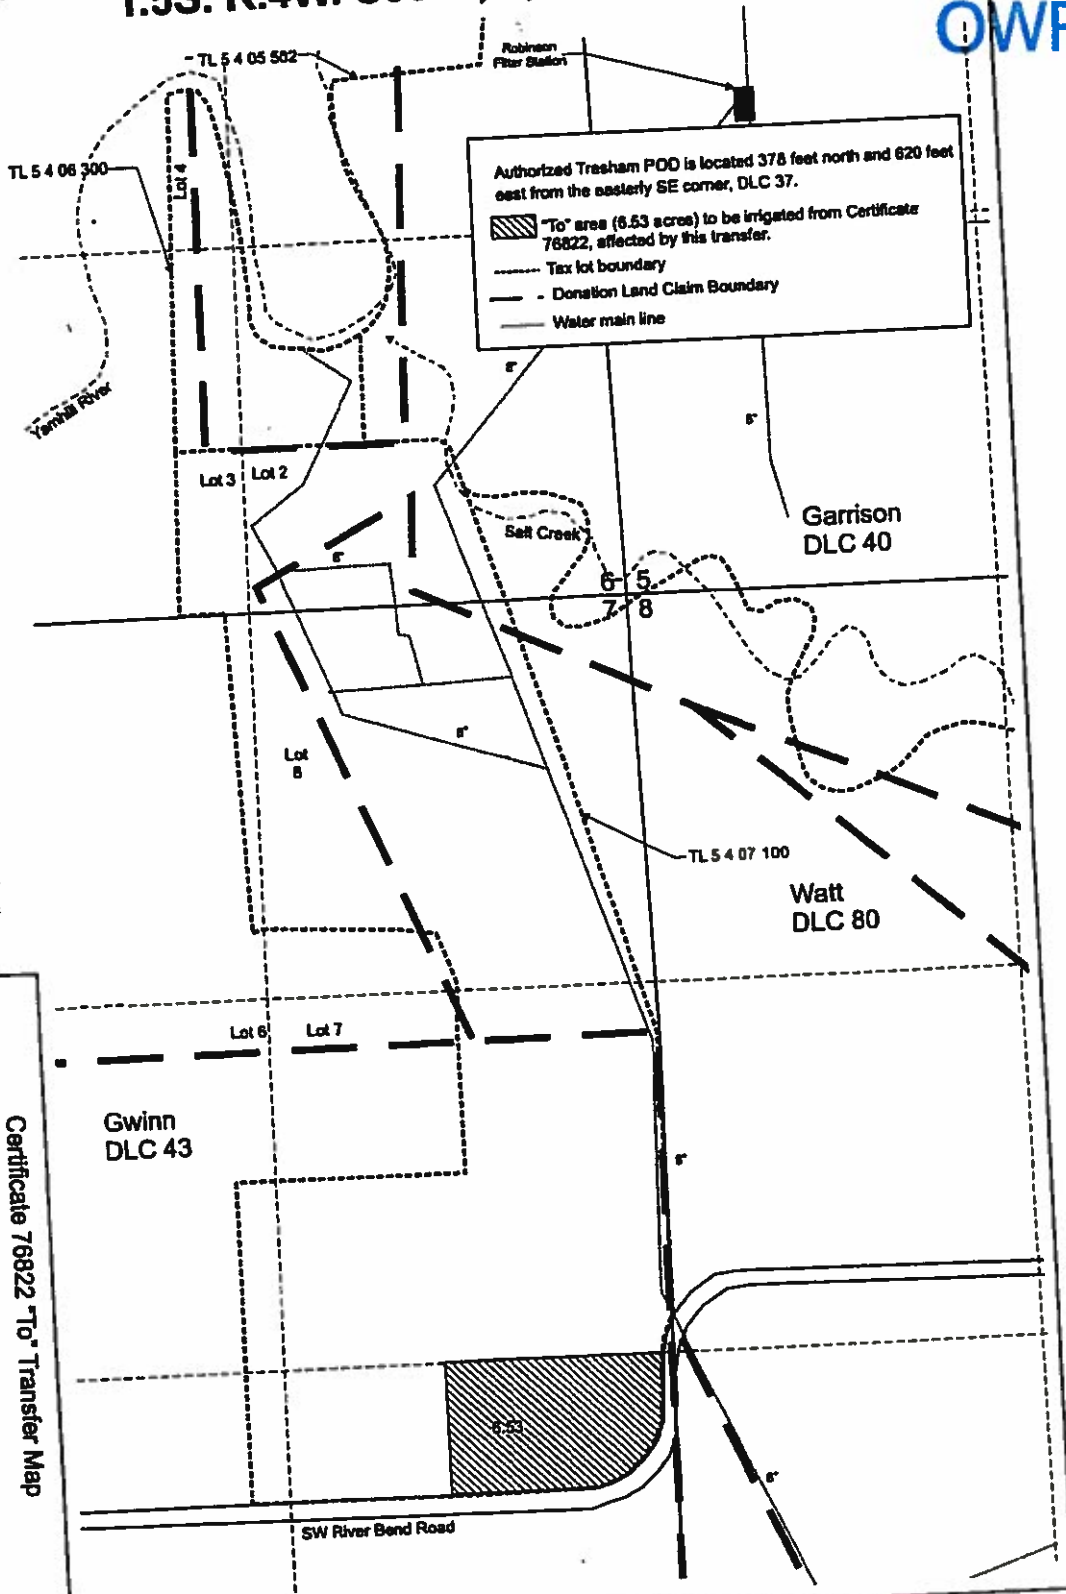 TL 5 4 05 502
Robinson
Filter Station
TL 5 4 06 300
Lot 4
Authorized Tresham POD is located 378 feet north and 620 feet
east from the easterly SE corner, DLC 37.
"To" area (6.53 acres) to be irrigated from Certificate
76822, affected by this transfer.
Tax lot boundary
Donation Land Claim Boundary
Water main line
Yamhill River
8"
8"
Lot 3
Lot 2
Salt Creek
Garrison
DLC 40
8"
6 5
7 8
Lot
8"
TL 5 4 07 100
Watt
DLC 80
Lot 6
Lot 7
Gwinn
DLC 43
8"
Certificate 76822 "To" Transfer Map
6.53
8"
SW River Bend Road